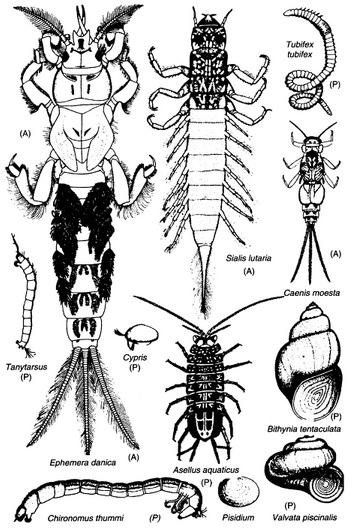 Tubifex
tubifex
(P)
(A)
Sialis lutaria
(A)
(A)
Caenis moesta
Tanytarsus
(P)
Cypris
(P)
(P)
Bithynia tentaculata
Ephemera danica (A)
Asellus aquaticus
(P)
(P)
Chironomus thummi (P)
Pisidium
Valvata piscinalis